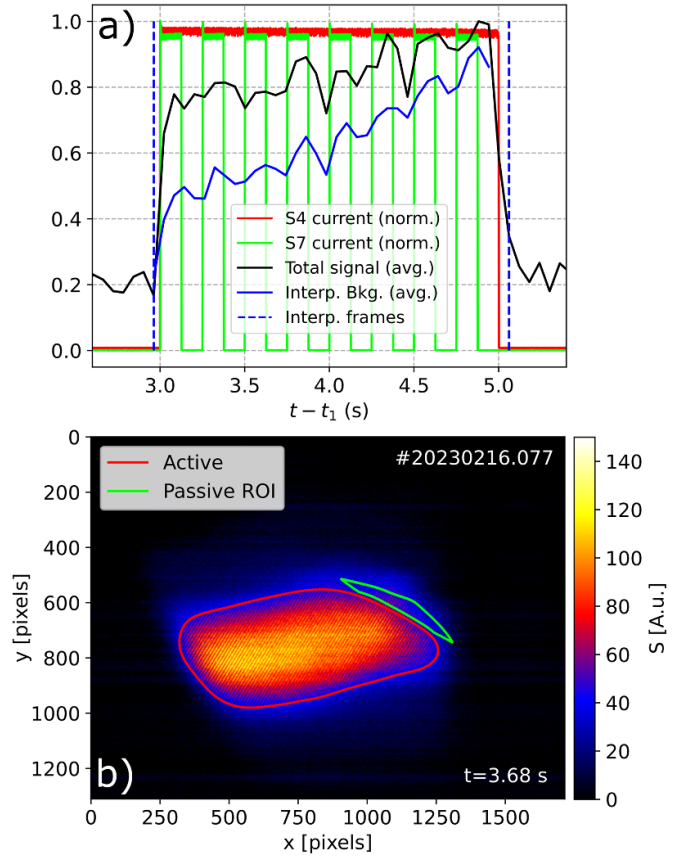 a)
1.0
0.8
0.6
0.4
0.2
0.0
S4 current (norm.)
S7 current (norm.)
Total signal (avg.)
Interp. Bkg. (avg.)
Interp. frames
3.0 3.5 4.0 4.5 5.0
t − t₁ (s)
Active
Passive ROI
#20230216.077
0
200
400
600
800
1000
1200
y [pixels]
b)
t=3.68 s
0 250 500 750 1000 1250 1500
x [pixels]
140
120
100
80
60
40
20
0
S [A.u.]